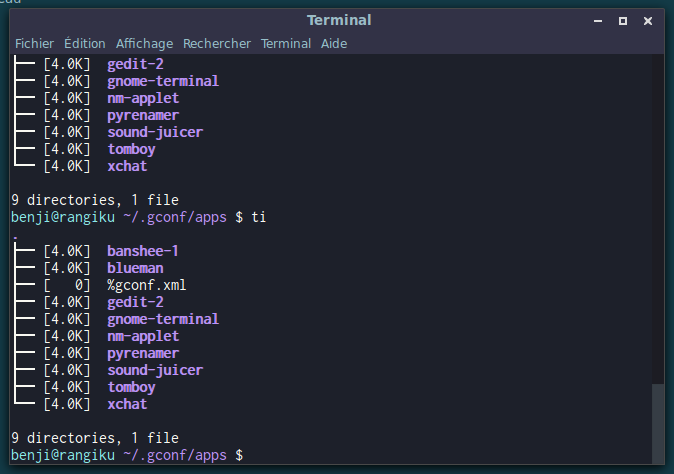 Terminal
Fichier Édition Affichage Rechercher Terminal Aide
├── [4.0K]  gedit-2
├── [4.0K]  gnome-terminal
├── [4.0K]  nm-applet
├── [4.0K]  pyrenamer
├── [4.0K]  sound-juicer
├── [4.0K]  tomboy
└── [4.0K]  xchat
9 directories, 1 file
benji@rangiku ~/.gconf/apps $ ti
.
├── [4.0K]  banshee-1
├── [4.0K]  blueman
├── [   0]  %gconf.xml
├── [4.0K]  gedit-2
├── [4.0K]  gnome-terminal
├── [4.0K]  nm-applet
├── [4.0K]  pyrenamer
├── [4.0K]  sound-juicer
├── [4.0K]  tomboy
└── [4.0K]  xchat
9 directories, 1 file
benji@rangiku ~/.gconf/apps $